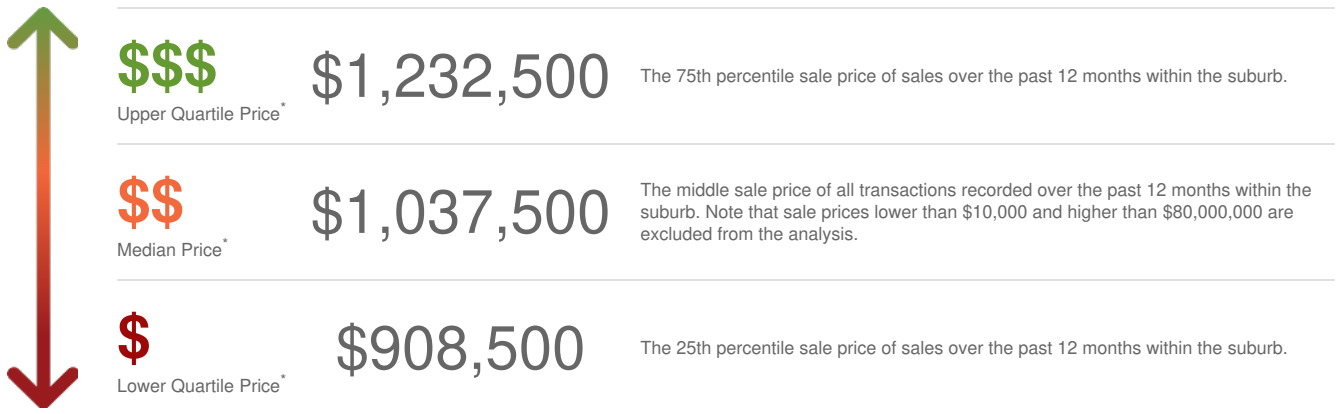 $$$
Upper Quartile Price*
$1,232,500
The 75th percentile sale price of sales over the past 12 months within the suburb.
$$
Median Price*
$1,037,500
The middle sale price of all transactions recorded over the past 12 months within the
suburb. Note that sale prices lower than $10,000 and higher than $80,000,000 are
excluded from the analysis.
$
Lower Quartile Price*
$908,500
The 25th percentile sale price of sales over the past 12 months within the suburb.